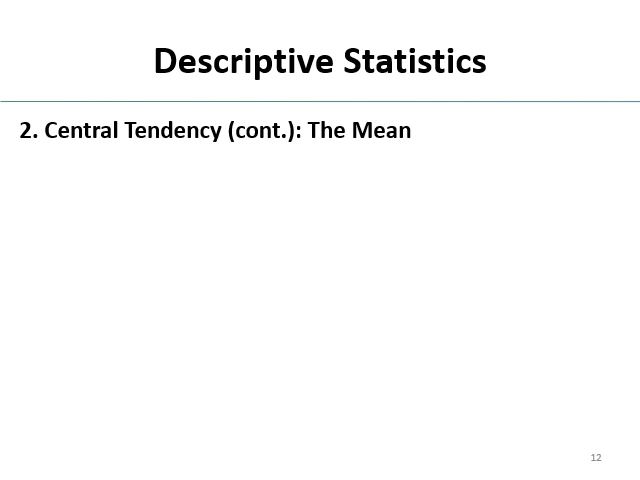 Descriptive Statistics
2. Central Tendency (cont.): The Mean
12